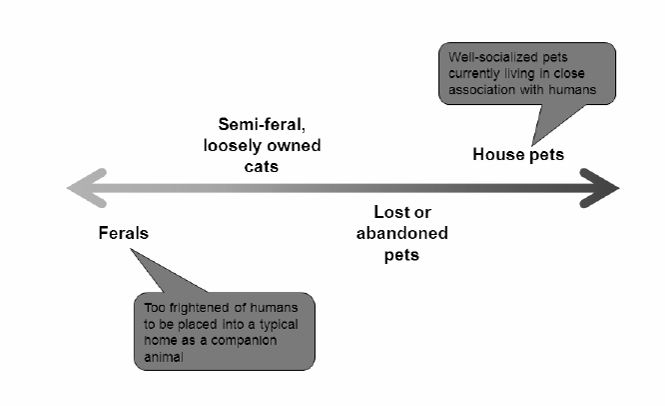 Well-socialized pets
currently living in close
association with humans
Semi-feral,
loosely owned
cats
House pets
Ferals
Lost or
abandoned
pets
Too frightened of humans
to be placed into a typical
home as a companion
animal